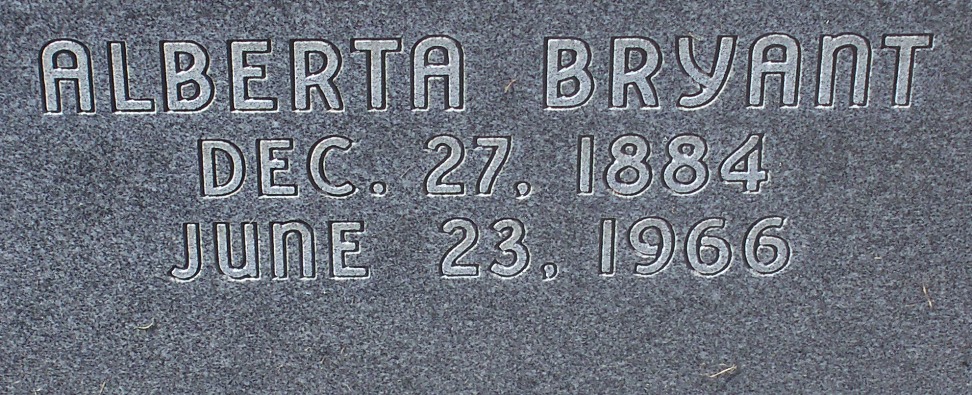 ALBERTA BRYANT
DEC. 27, 1884
JUNE 23, 1966